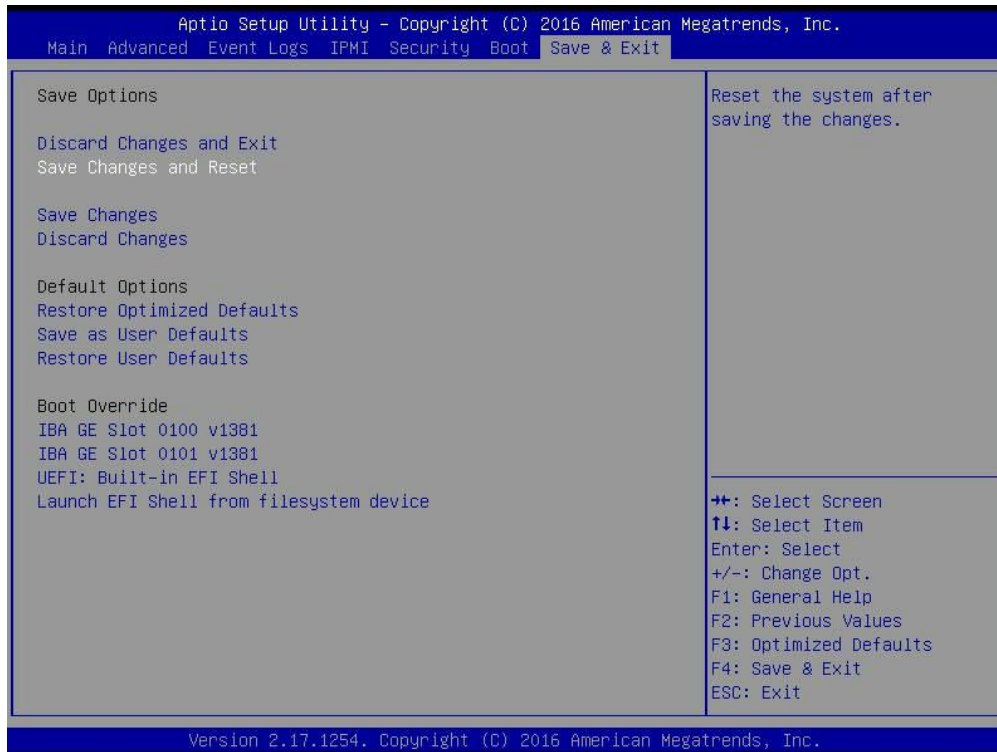 Aptio Setup Utility – Copyright (C) 2016 American Megatrends, Inc.
Main Advanced Event Logs IPMI Security Boot Save & Exit
Save Options
Discard Changes and Exit
Save Changes and Reset
Save Changes
Discard Changes
Default Options
Restore Optimized Defaults
Save as User Defaults
Restore User Defaults
Boot Override
IBA GE Slot 0100 v1381
IBA GE Slot 0101 v1381
UEFI: Built-in EFI Shell
Launch EFI Shell from filesystem device
Reset the system after
saving the changes.
→←: Select Screen
↑↓: Select Item
Enter: Select
+/-: Change Opt.
F1: General Help
F2: Previous Values
F3: Optimized Defaults
F4: Save & Exit
ESC: Exit
Version 2.17.1254. Copyright (C) 2016 American Megatrends, Inc.